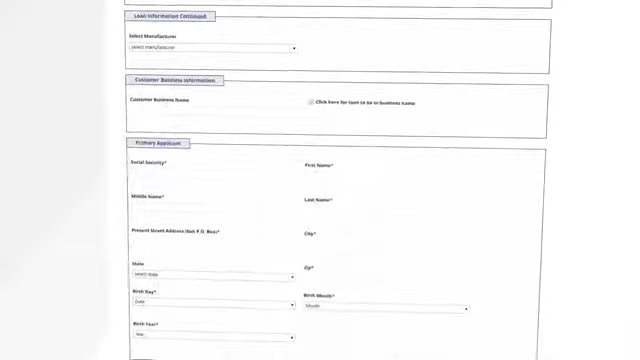 Loan Information Continued:
Select Manufacturer
select manufacturer
Customer Business Information
Customer Business Name
Click here for loan to be in business name
Primary Applicant
Social Security*
First Name*
Middle Name*
Last Name*
Present Street Address (Not P.O. Box)*
City*
State
Zip*
select state
Birth Day*
Birth Month*
Date
Month
Birth Year*